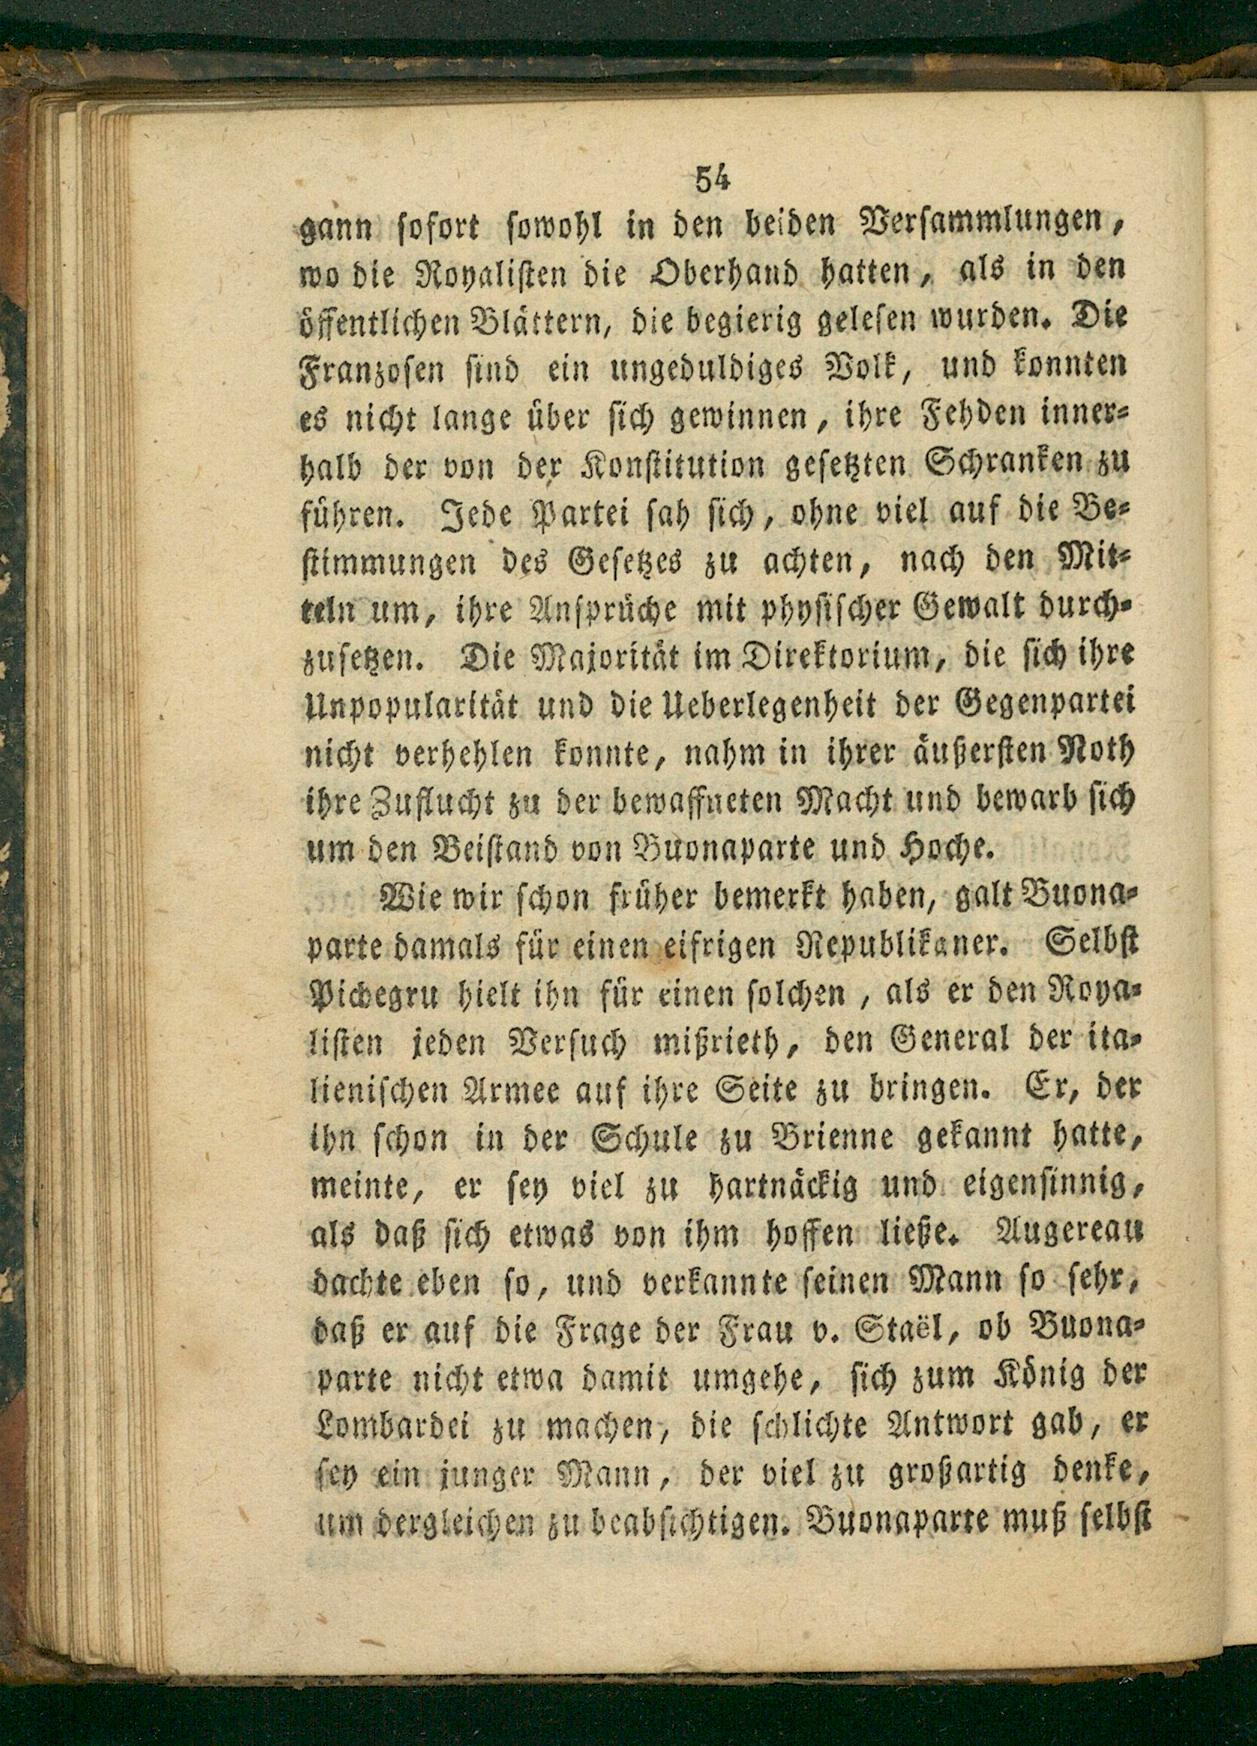 54
gann sofort sowohl in den beiden Versammlungen,
wo die Royalisten die Oberhand hatten, als in den
öffentlichen Blättern, die begierig gelesen wurden. Die
Franzosen sind ein ungeduldiges Volk, und konnten
es nicht lange über sich gewinnen, ihre Fehden inner-
halb der von der Konstitution gesetzten Schranken zu
führen. Jede Partei sah sich, ohne viel auf die Be-
stimmungen des Gesetzes zu achten, nach den Mit-
teln um, ihre Ansprüche mit physischer Gewalt durch-
zusetzen. Die Majorität im Direktorium, die sich ihre
Unpopularität und die Ueberlegenheit der Gegenpartei
nicht verhehlen konnte, nahm in ihrer äußersten Noth
ihre Zuflucht zu der bewaffneten Macht und bewarb sich
um den Beistand von Buonaparte und Hoche.
Wie wir schon früher bemerkt haben, galt Buona-
parte damals für einen eifrigen Republikaner. Selbst
Pichegru hielt ihn für einen solchen, als er den Roya-
listen jeden Versuch mißrieth, den General der ita-
lienischen Armee auf ihre Seite zu bringen. Er, der
ihn schon in der Schule zu Brienne gekannt hatte,
meinte, er sey viel zu hartnäckig und eigensinnig,
als daß sich etwas von ihm hoffen ließe. Augereau
dachte eben so, und verkannte seinen Mann so sehr,
daß er auf die Frage der Frau v. Staël, ob Buona-
parte nicht etwa damit umgehe, sich zum König der
Lombardei zu machen, die schlichte Antwort gab, er
sey ein junger Mann, der viel zu großartig denke,
um dergleichen zu beabsichtigen. Buonaparte muß selbst